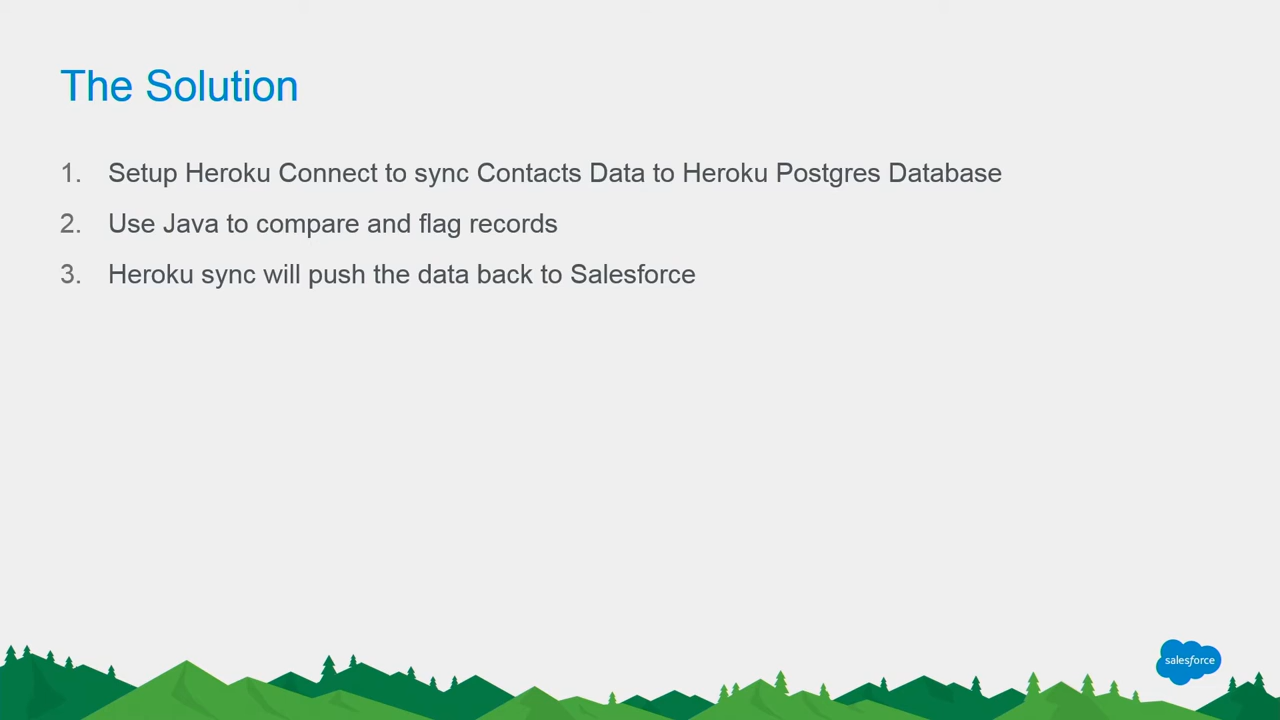 The Solution
1. Setup Heroku Connect to sync Contacts Data to Heroku Postgres Database
2. Use Java to compare and flag records
3. Heroku sync will push the data back to Salesforce
salesforce